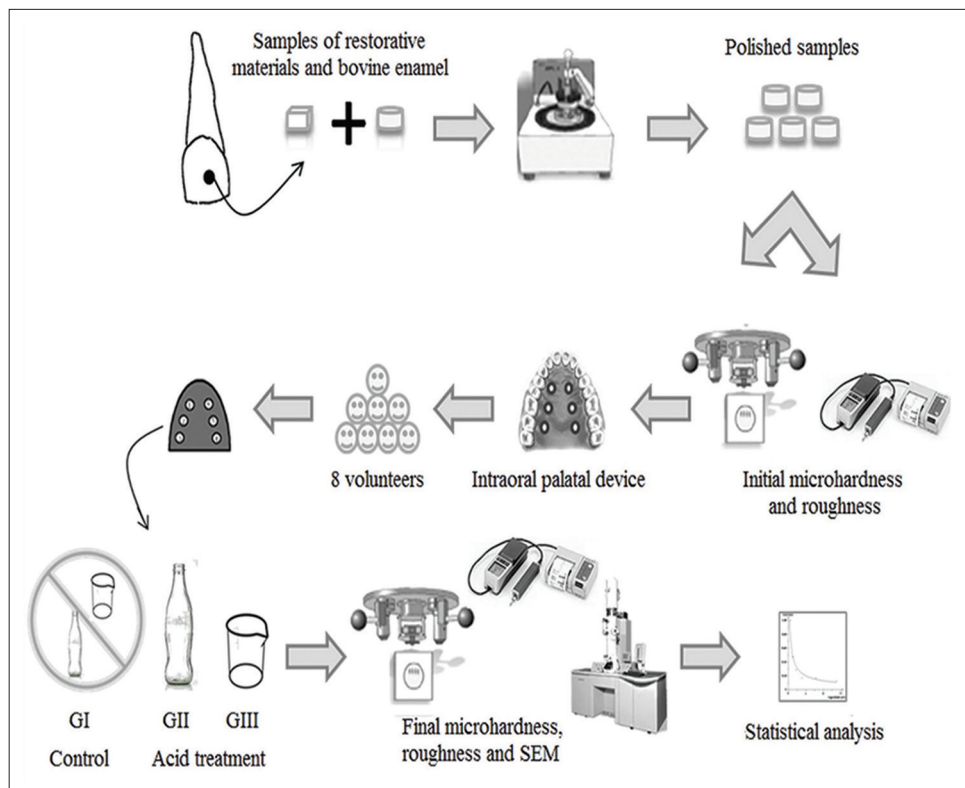 Samples of restorative
materials and bovine enamel
Polished samples
8 volunteers
Intraoral palatal device
Initial microhardness
and roughness
GI
GII
GIII
Control
Acid treatment
Final microhardness,
roughness and SEM
Statistical analysis